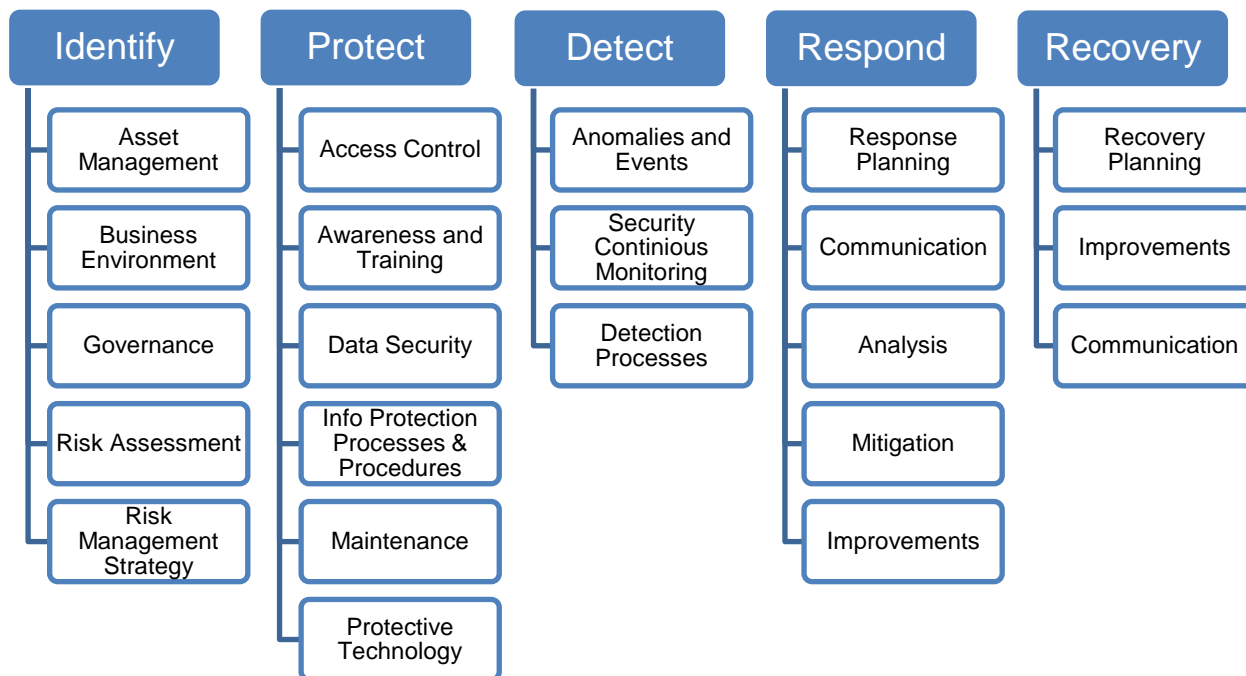 Identify
Asset
Management
Business
Environment
Governance
Risk Assessment
Risk
Management
Strategy
Protect
Access Control
Awareness and
Training
Data Security
Info Protection
Processes &
Procedures
Maintenance
Protective
Technology
Detect
Anomalies and
Events
Security
Continious
Monitoring
Detection
Processes
Respond
Response
Planning
Communication
Analysis
Mitigation
Improvements
Recovery
Recovery
Planning
Improvements
Communication